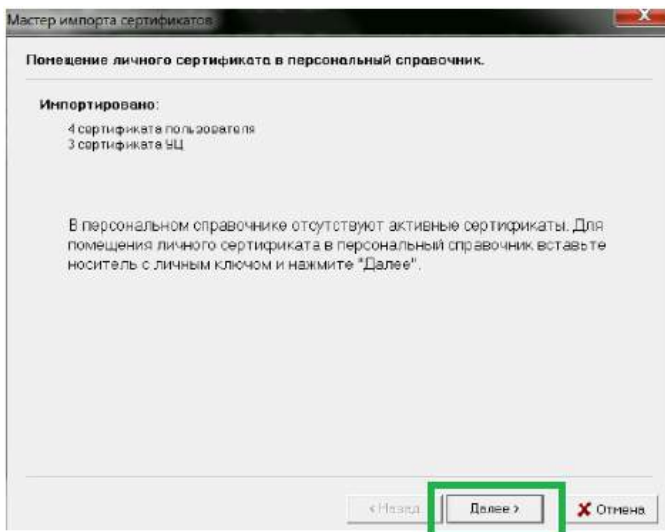 Мастер импорта сертификатов
Помещение личного сертификата в персональный справочник.
Импортировано:
4 сертификата пользователя
3 сертификата УЦ
В персональном справочнике отсутствуют активные сертификаты. Для
помещения личного сертификата в персональный справочник вставьте
носитель с личным ключом и нажмите "Далее".
< Назад
Далее >
Отмена